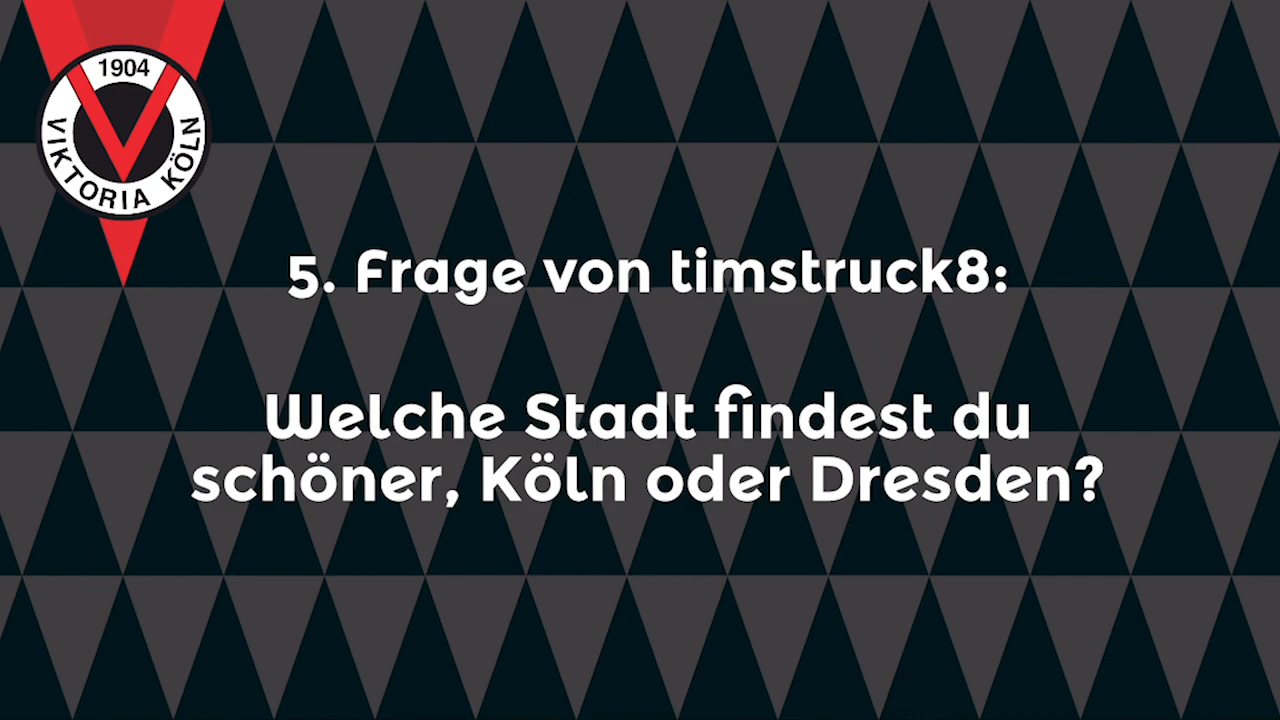 1904
VIKTORIA KÖLN
5. Frage von timstruck8:
Welche Stadt findest du
schöner, Köln oder Dresden?